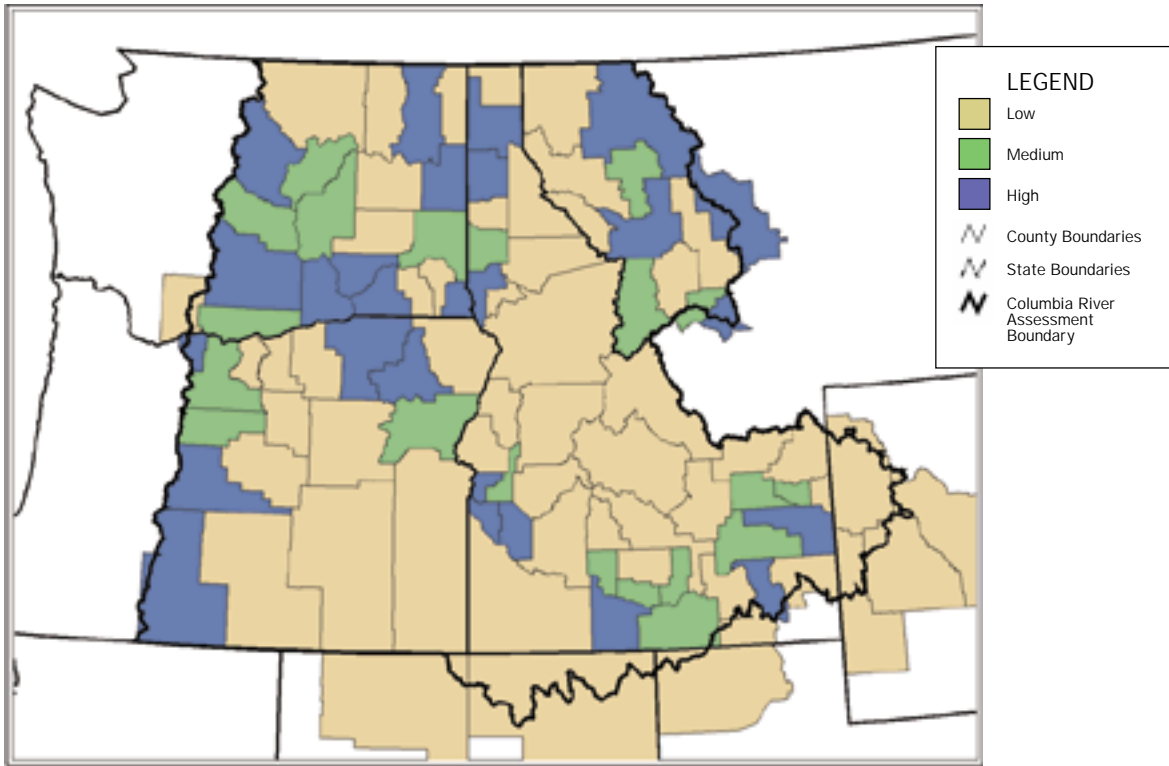 LEGEND
Low
Medium
High
County Boundaries
State Boundaries
Columbia River
Assessment
Boundary